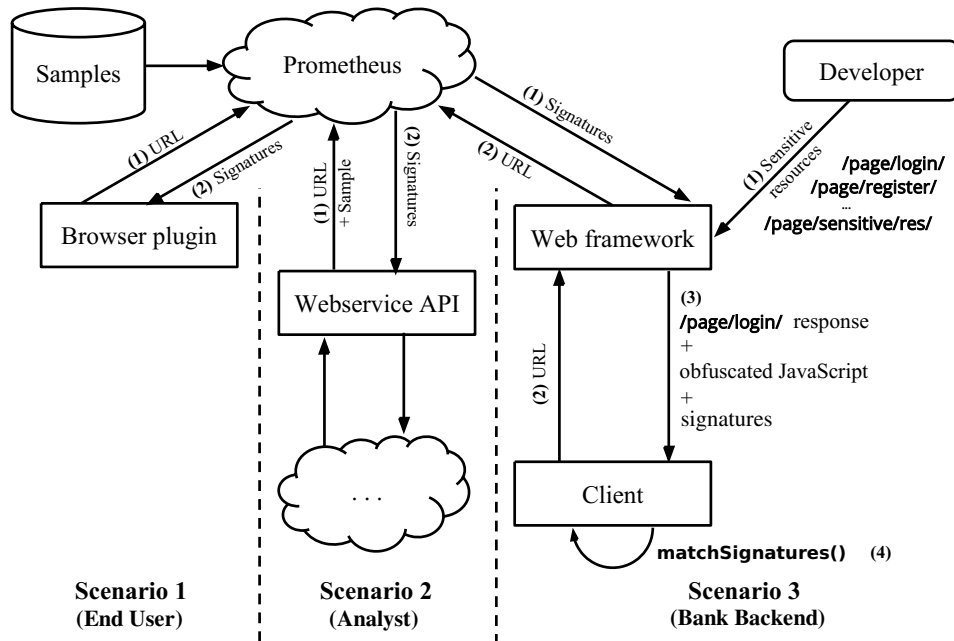 Samples
Prometheus
Developer
(1) URL
(2) Signatures
(1) URL
+ Sample
(2) Signatures
(1) Signatures
(2) URL
(1) Sensitive
resources
/page/login/
/page/register/
...
/page/sensitive/res/
Browser plugin
Webservice API
Web framework
(2) URL
(3)
/page/login/ response
+
obfuscated JavaScript
+
signatures
. . .
Client
matchSignatures() (4)
Scenario 1
(End User)
Scenario 2
(Analyst)
Scenario 3
(Bank Backend)